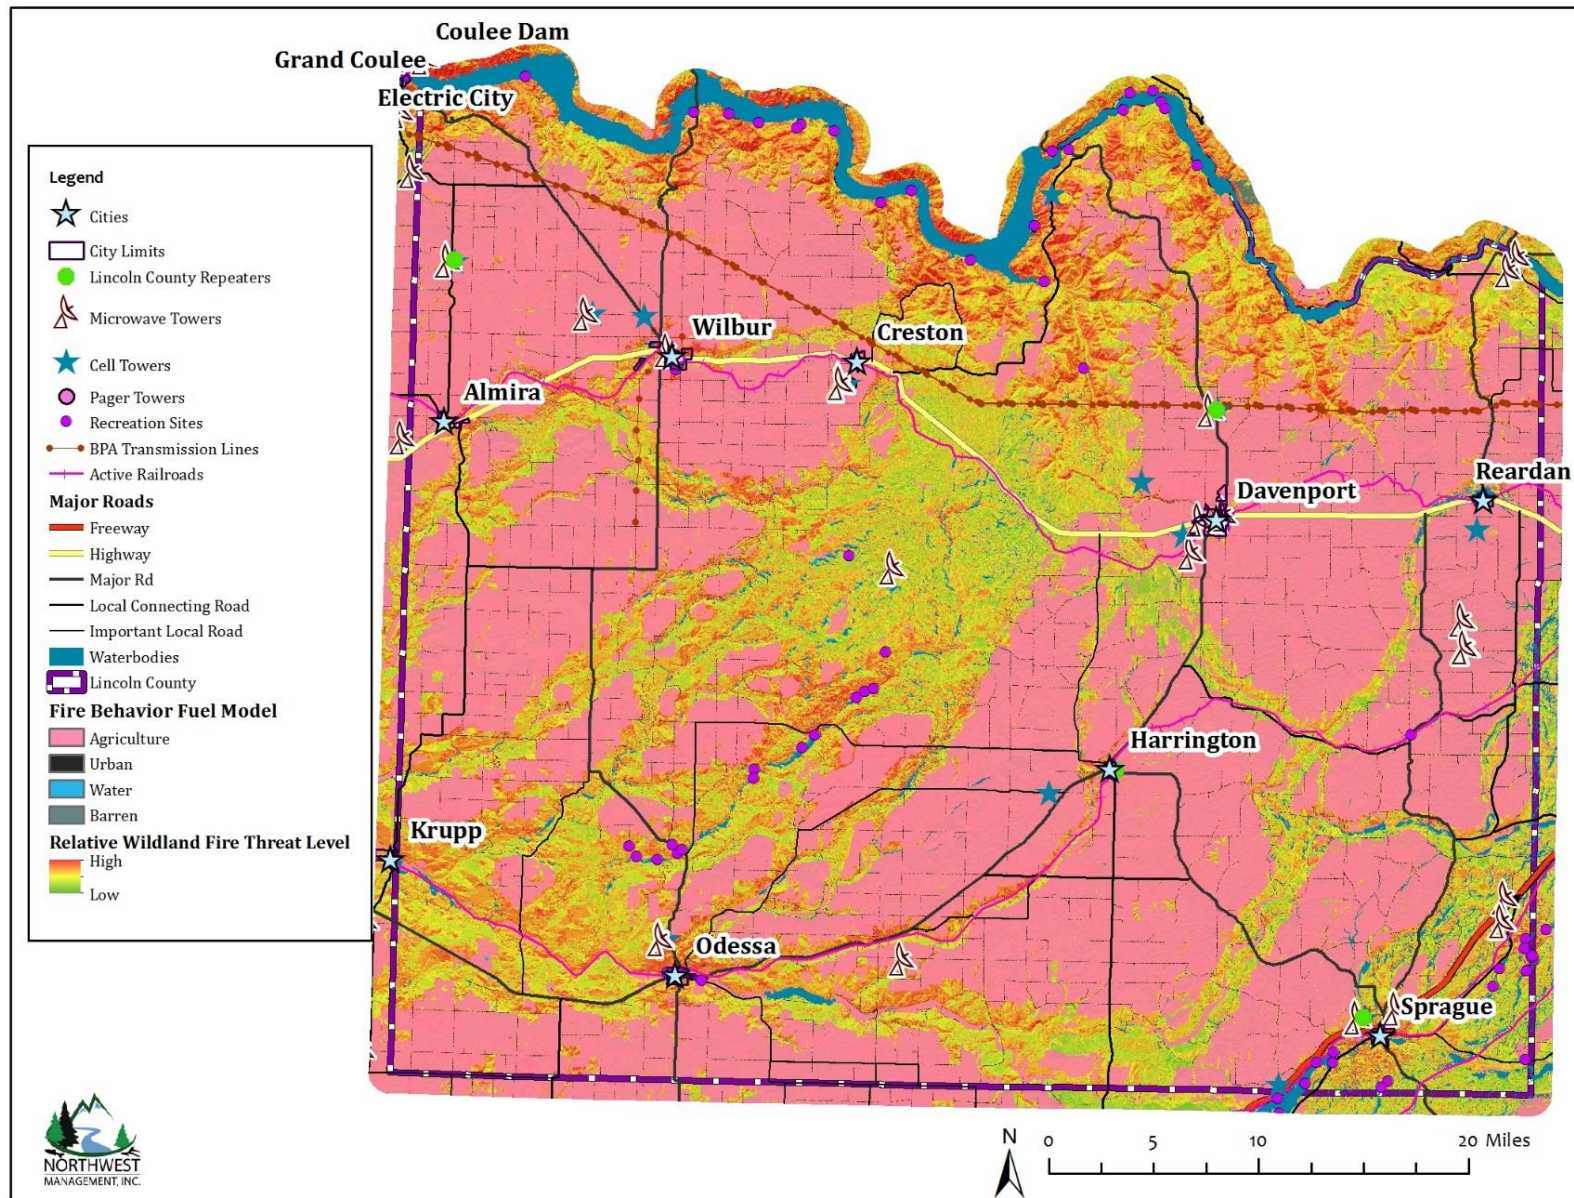 Coulee Dam
Grand Coulee
Electric City
Legend
Cities
City Limits
Lincoln County Repeaters
Microwave Towers
Cell Towers
Pager Towers
Recreation Sites
BPA Transmission Lines
Active Railroads
Major Roads
Freeway
Highway
Major Rd
Local Connecting Road
Important Local Road
Waterbodies
Lincoln County
Fire Behavior Fuel Model
Agriculture
Urban
Water
Barren
Relative Wildland Fire Threat Level
High
Low
Wilbur
Creston
Almira
Reardan
Davenport
Harrington
Krupp
Odessa
Sprague
NORTHWEST
MANAGEMENT, INC.
N
0 5 10 20 Miles